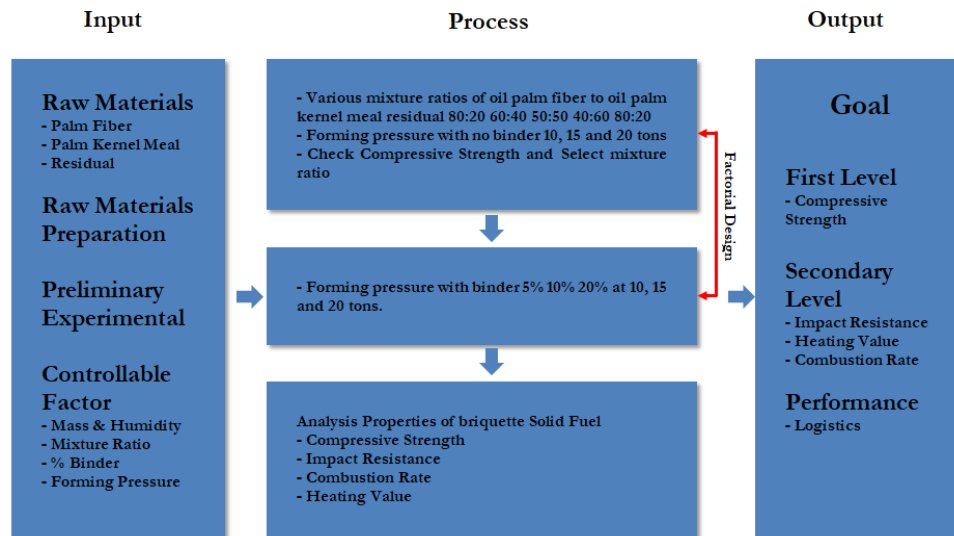 Input
Process
Output
Raw Materials
- Palm Fiber
- Palm Kernel Meal
- Residual
Raw Materials
Preparation
Preliminary
Experimental
Controllable
Factor
- Mass & Humidity
- Mixture Ratio
- % Binder
- Forming Pressure
- Various mixture ratios of oil palm fiber to oil palm
kernel meal residual 80:20 60:40 50:50 40:60 80:20
- Forming pressure with no binder 10, 15 and 20 tons
- Check Compressive Strength and Select mixture
ratio
- Forming pressure with binder 5% 10% 20% at 10, 15
and 20 tons.
Analysis Properties of briquette Solid Fuel
- Compressive Strength
- Impact Resistance
- Combustion Rate
- Heating Value
Factorial Design
Goal
First Level
- Compressive
Strength
Secondary
Level
- Impact Resistance
- Heating Value
- Combustion Rate
Performance
- Logistics